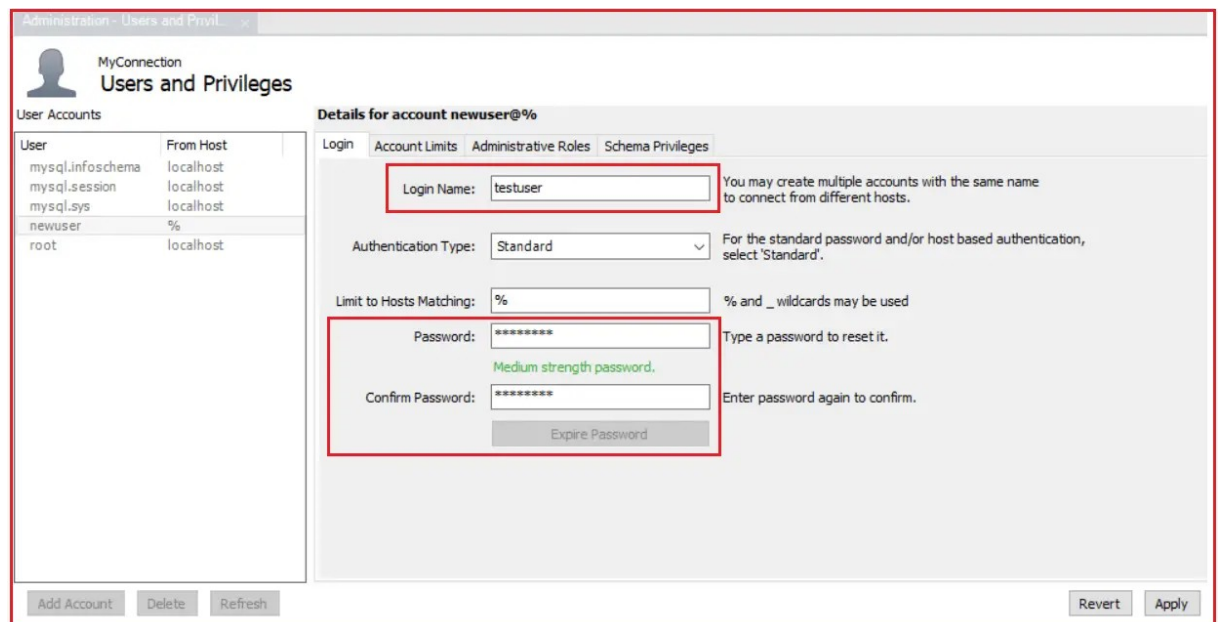 Administration - Users and Privil... x
MyConnection
Users and Privileges
User Accounts
User From Host
mysql.infoschema localhost
mysql.session localhost
mysql.sys localhost
newuser %
root localhost
Details for account newuser@%
Login Account Limits Administrative Roles Schema Privileges
Login Name: testuser You may create multiple accounts with the same name
to connect from different hosts.
Authentication Type: Standard For the standard password and/or host based authentication,
select 'Standard'.
Limit to Hosts Matching: % % and _ wildcards may be used
Password: ******** Type a password to reset it.
Medium strength password.
Confirm Password: ******** Enter password again to confirm.
Expire Password
Add Account Delete Refresh Revert Apply